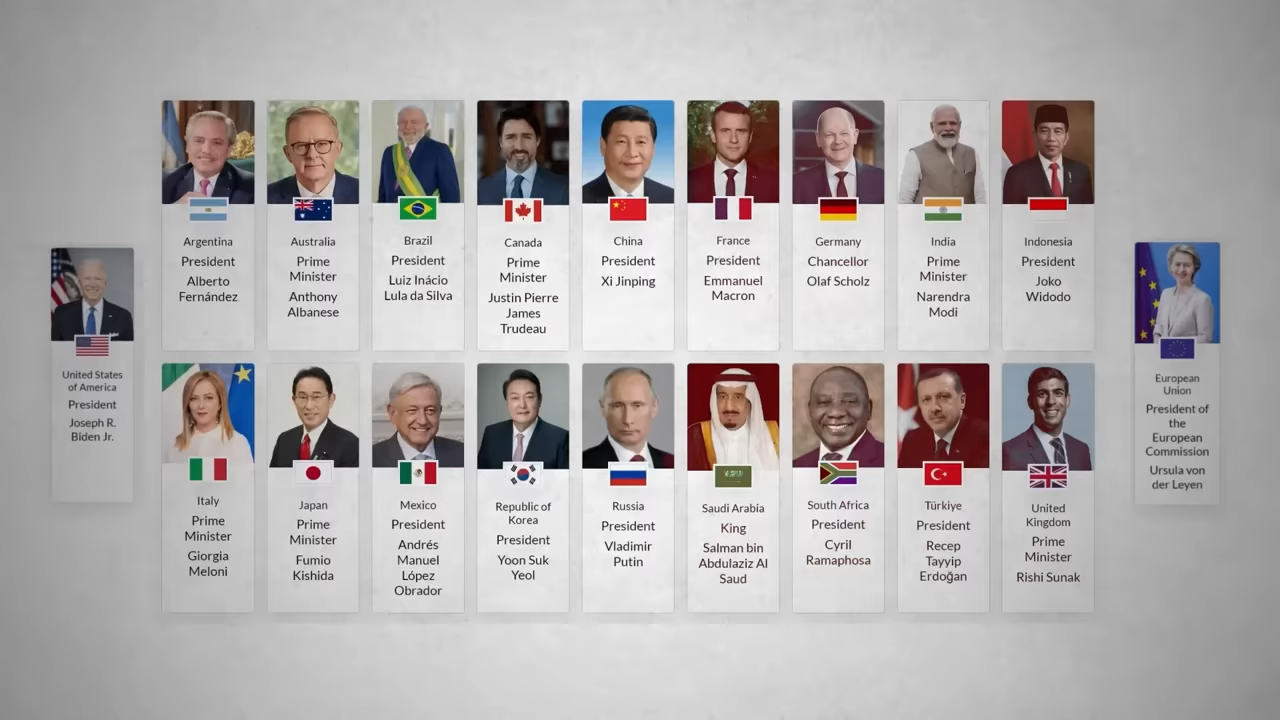 Argentina
President
Alberto
Fernández
Australia
Prime
Minister
Anthony
Albanese
Brazil
President
Luiz Inácio
Lula da Silva
Canada
Prime
Minister
Justin Pierre
James
Trudeau
China
President
Xi Jinping
France
President
Emmanuel
Macron
Germany
Chancellor
Olaf Scholz
India
Prime
Minister
Narendra
Modi
Indonesia
President
Joko
Widodo
United States
of America
President
Joseph R.
Biden Jr.
European
Union
President of
the
European
Commission
Ursula von
der Leyen
Italy
Prime
Minister
Giorgia
Meloni
Japan
Prime
Minister
Fumio
Kishida
Mexico
President
Andrés
Manuel
López
Obrador
Republic of
Korea
President
Yoon Suk
Yeol
Russia
President
Vladimir
Putin
Saudi Arabia
King
Salman bin
Abdulaziz Al
Saud
South Africa
President
Cyril
Ramaphosa
Türkiye
President
Recep
Tayyip
Erdoğan
United
Kingdom
Prime
Minister
Rishi Sunak